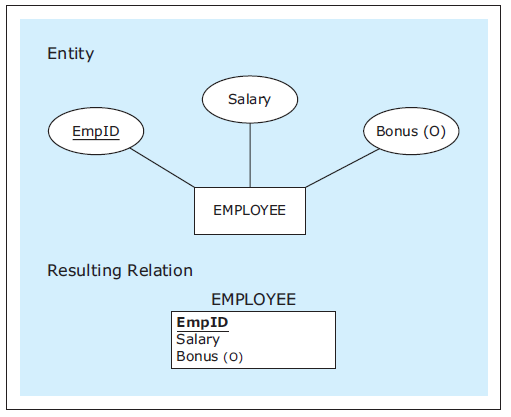 Entity
Salary
EmpID
Bonus (O)
EMPLOYEE
Resulting Relation
EMPLOYEE
EmpID
Salary
Bonus (O)